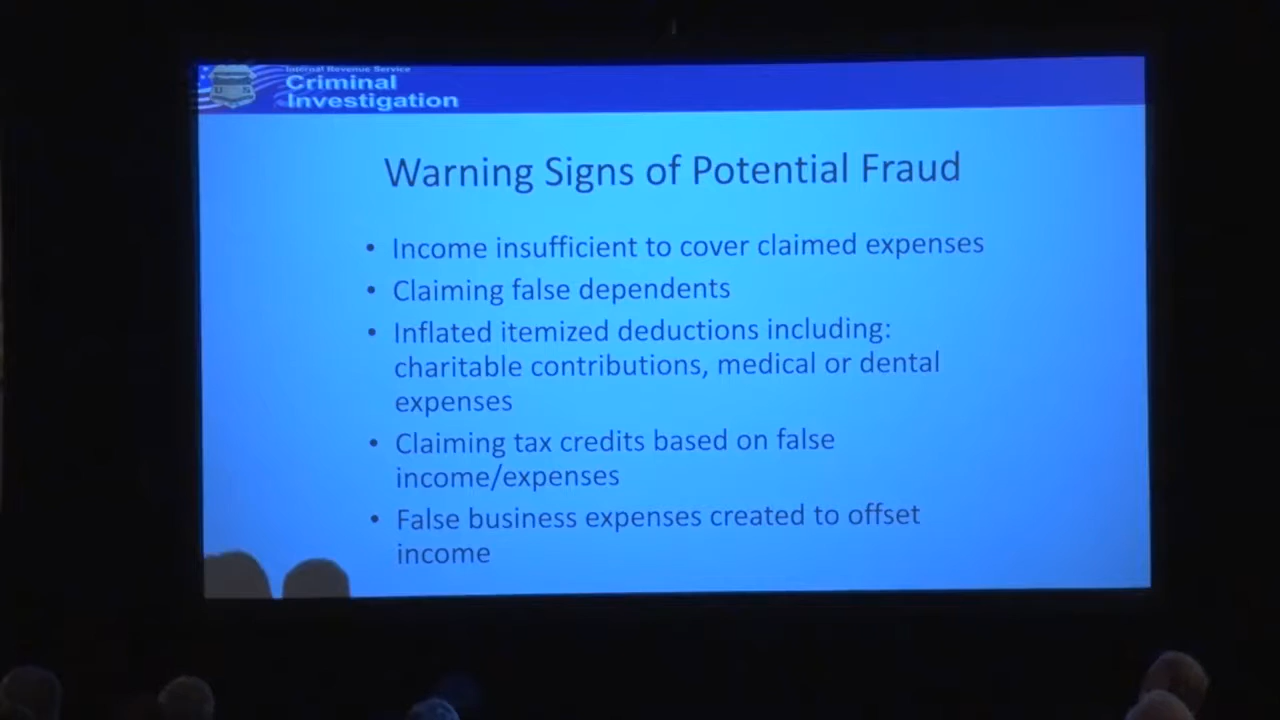 Internal Revenue Service
Criminal
Investigation
U S
Warning Signs of Potential Fraud
• Income insufficient to cover claimed expenses
• Claiming false dependents
• Inflated itemized deductions including:
charitable contributions, medical or dental
expenses
• Claiming tax credits based on false
income/expenses
• False business expenses created to offset
income